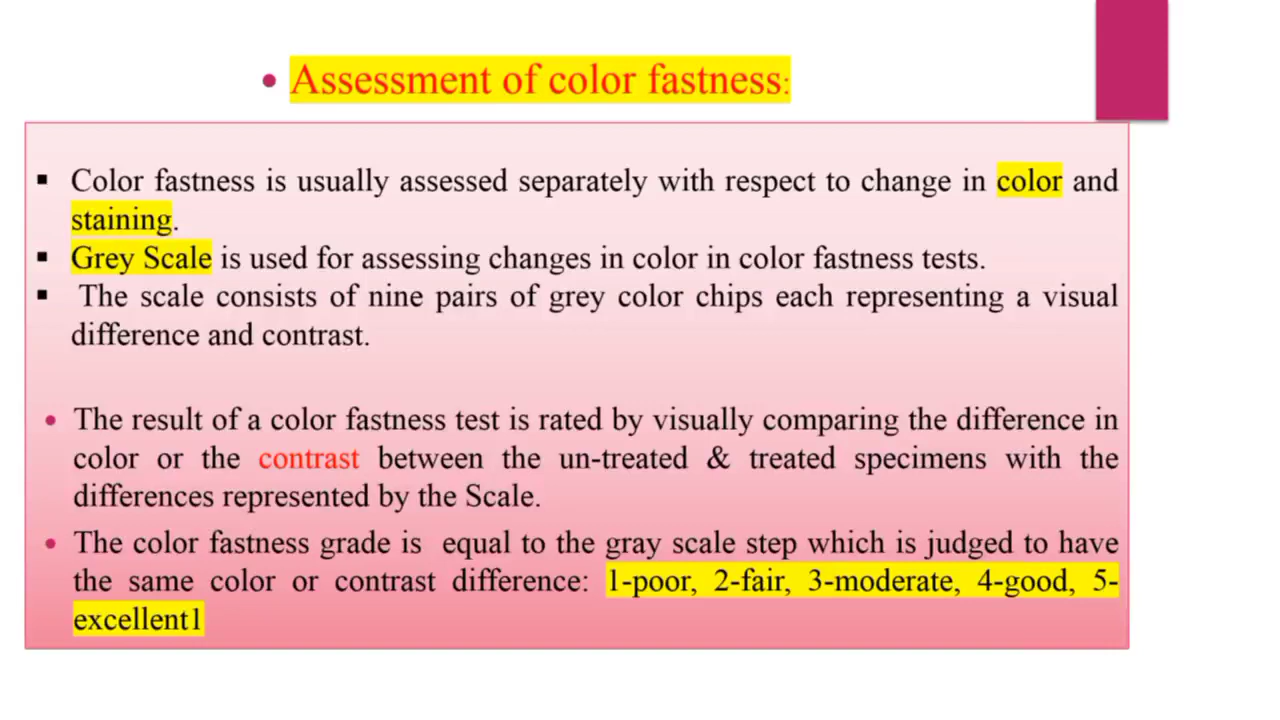 • Assessment of color fastness:
▪ Color fastness is usually assessed separately with respect to change in color and
staining.
▪ Grey Scale is used for assessing changes in color in color fastness tests.
▪ The scale consists of nine pairs of grey color chips each representing a visual
difference and contrast.
• The result of a color fastness test is rated by visually comparing the difference in
color or the contrast between the un-treated & treated specimens with the
differences represented by the Scale.
• The color fastness grade is equal to the gray scale step which is judged to have
the same color or contrast difference: 1-poor, 2-fair, 3-moderate, 4-good, 5-
excellent1